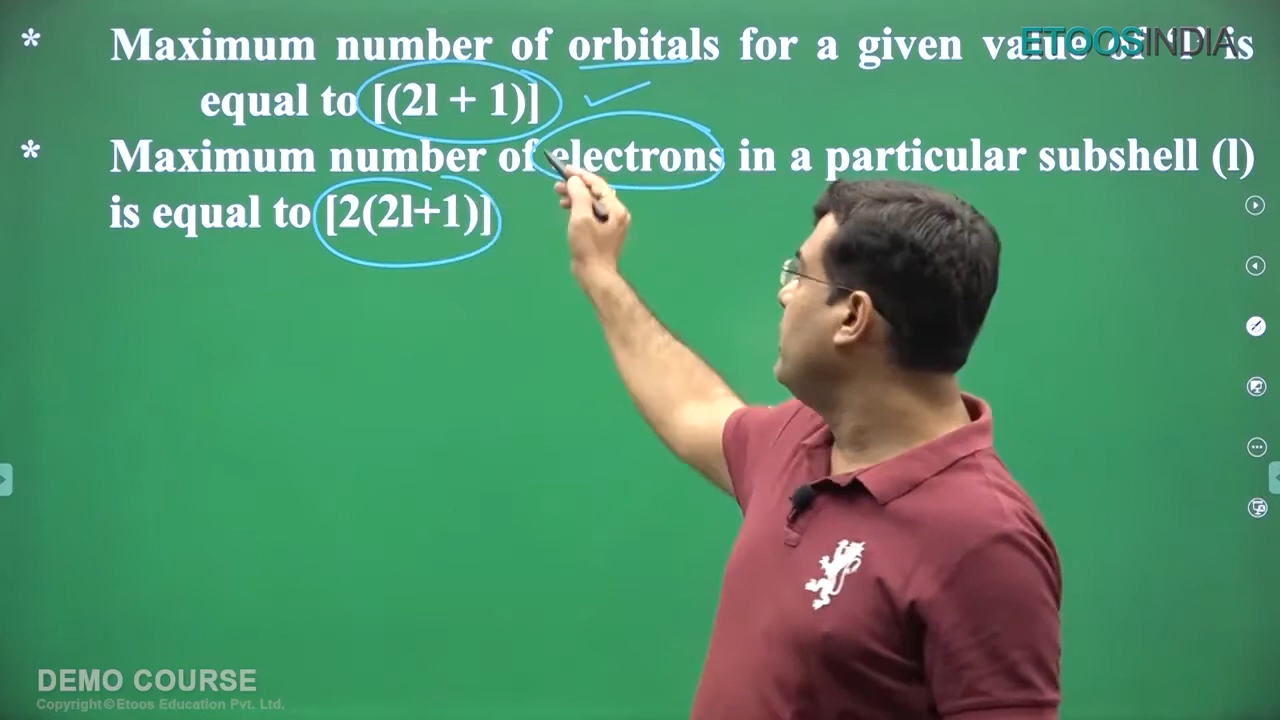 * Maximum number of orbitals for a given value of 'l' is
ETOOSINDIA
equal to [(2l + 1)]
* Maximum number of electrons in a particular subshell (l)
is equal to [2(2l+1)]
DEMO COURSE
Copyright©Etoos Education Pvt. Ltd.